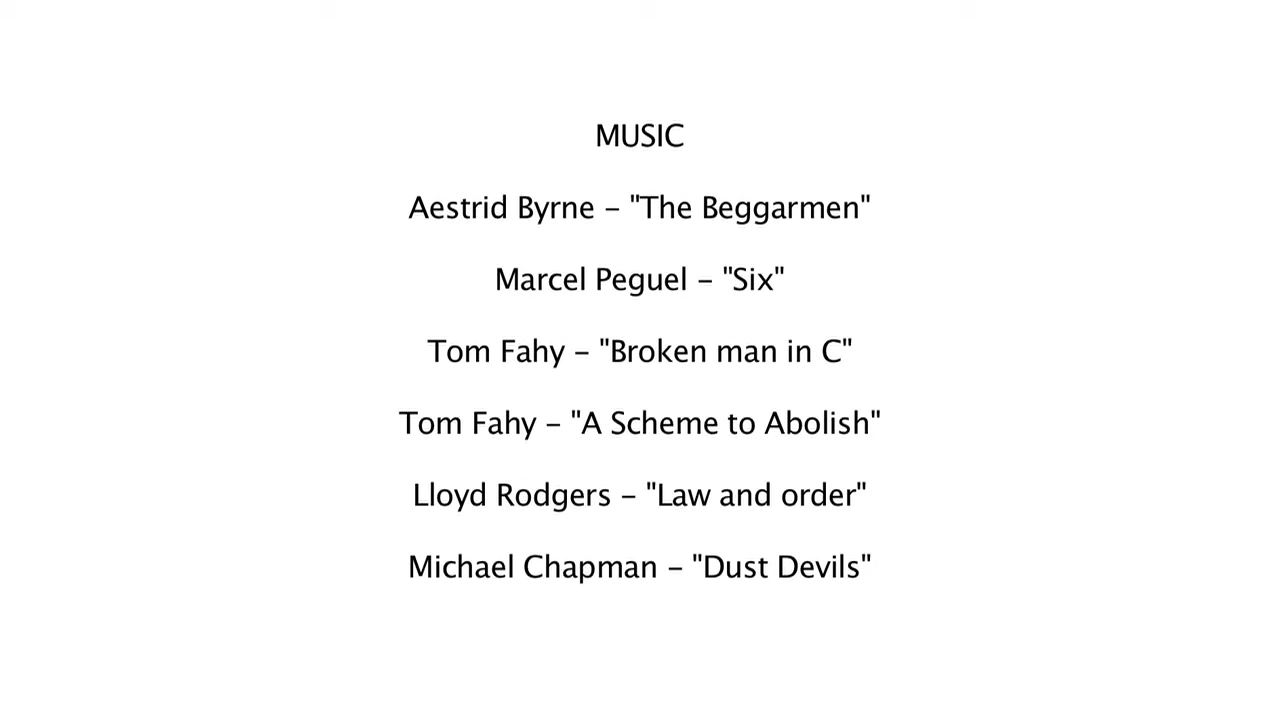 MUSIC
Aestrid Byrne – "The Beggarmen"
Marcel Peguel – "Six"
Tom Fahy – "Broken man in C"
Tom Fahy – "A Scheme to Abolish"
Lloyd Rodgers – "Law and order"
Michael Chapman – "Dust Devils"